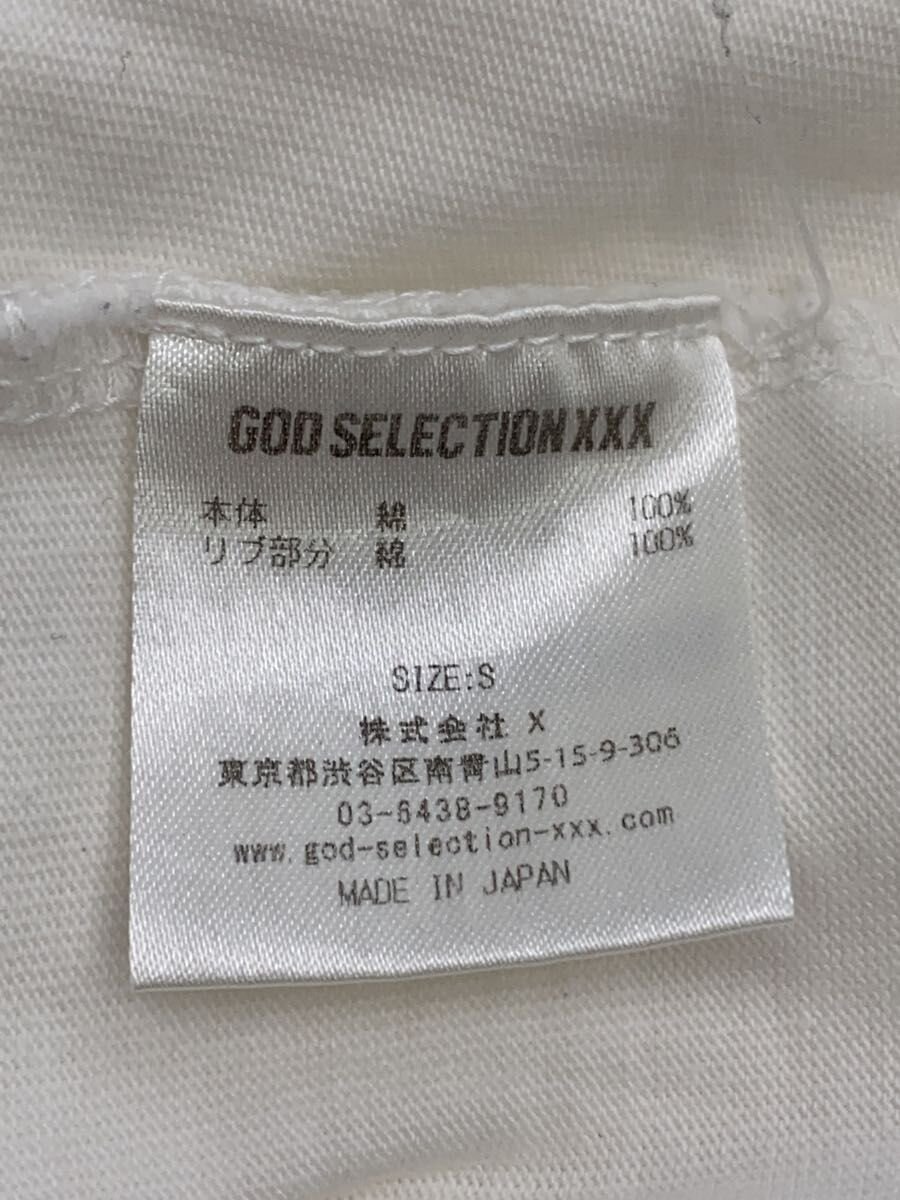 GOD SELECTION XXX
本体 綿 100%
リブ部分 綿 100%
SIZE:S
株式会社 X
東京都渋谷区南青山5-15-9-306
03-6438-9170
www.god-selection-xxx.com
MADE IN JAPAN